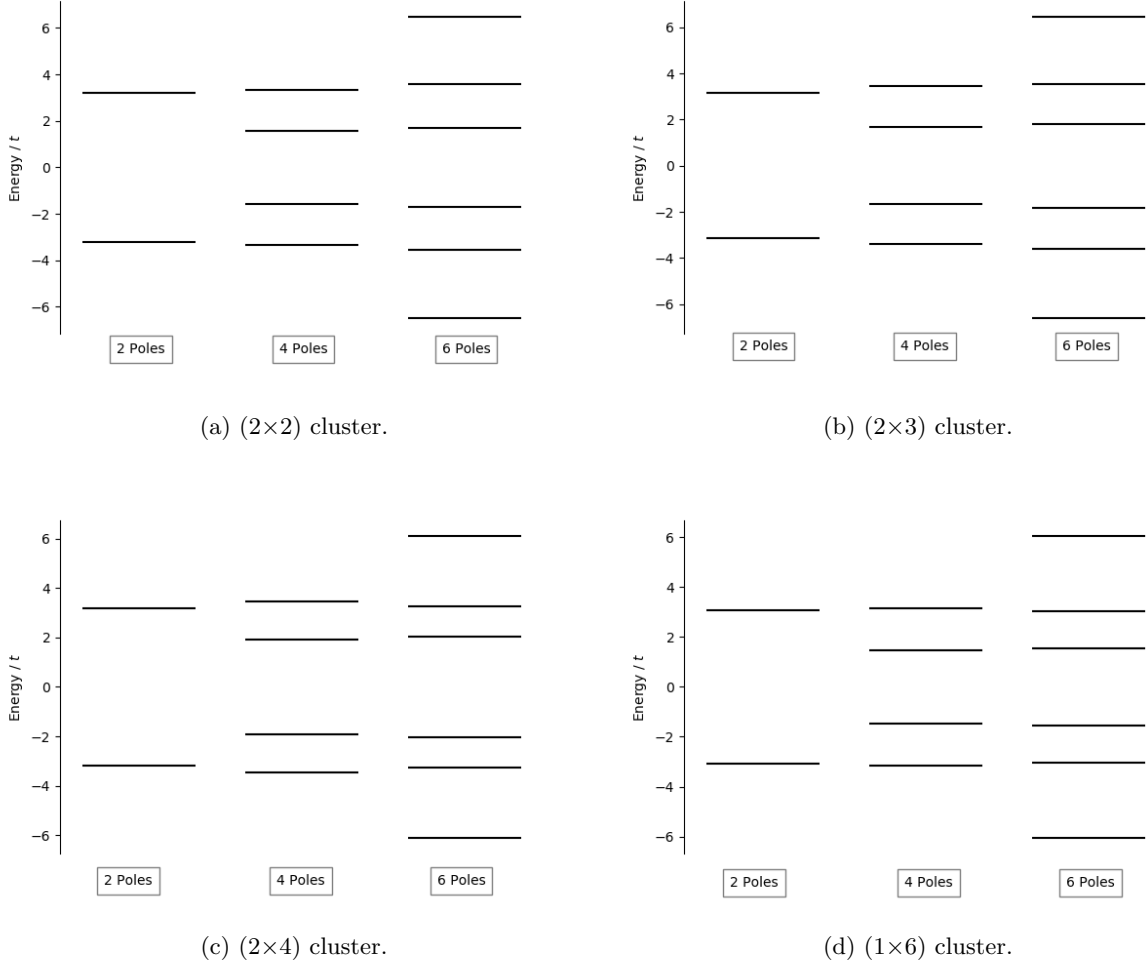 6
4
2
0
−2
−4
−6
Energy / t
2 Poles
4 Poles
6 Poles
(a) (2×2) cluster.
6
4
2
0
−2
−4
−6
Energy / t
2 Poles
4 Poles
6 Poles
(b) (2×3) cluster.
6
4
2
0
−2
−4
−6
Energy / t
2 Poles
4 Poles
6 Poles
(c) (2×4) cluster.
6
4
2
0
−2
−4
−6
Energy / t
2 Poles
4 Poles
6 Poles
(d) (1×6) cluster.